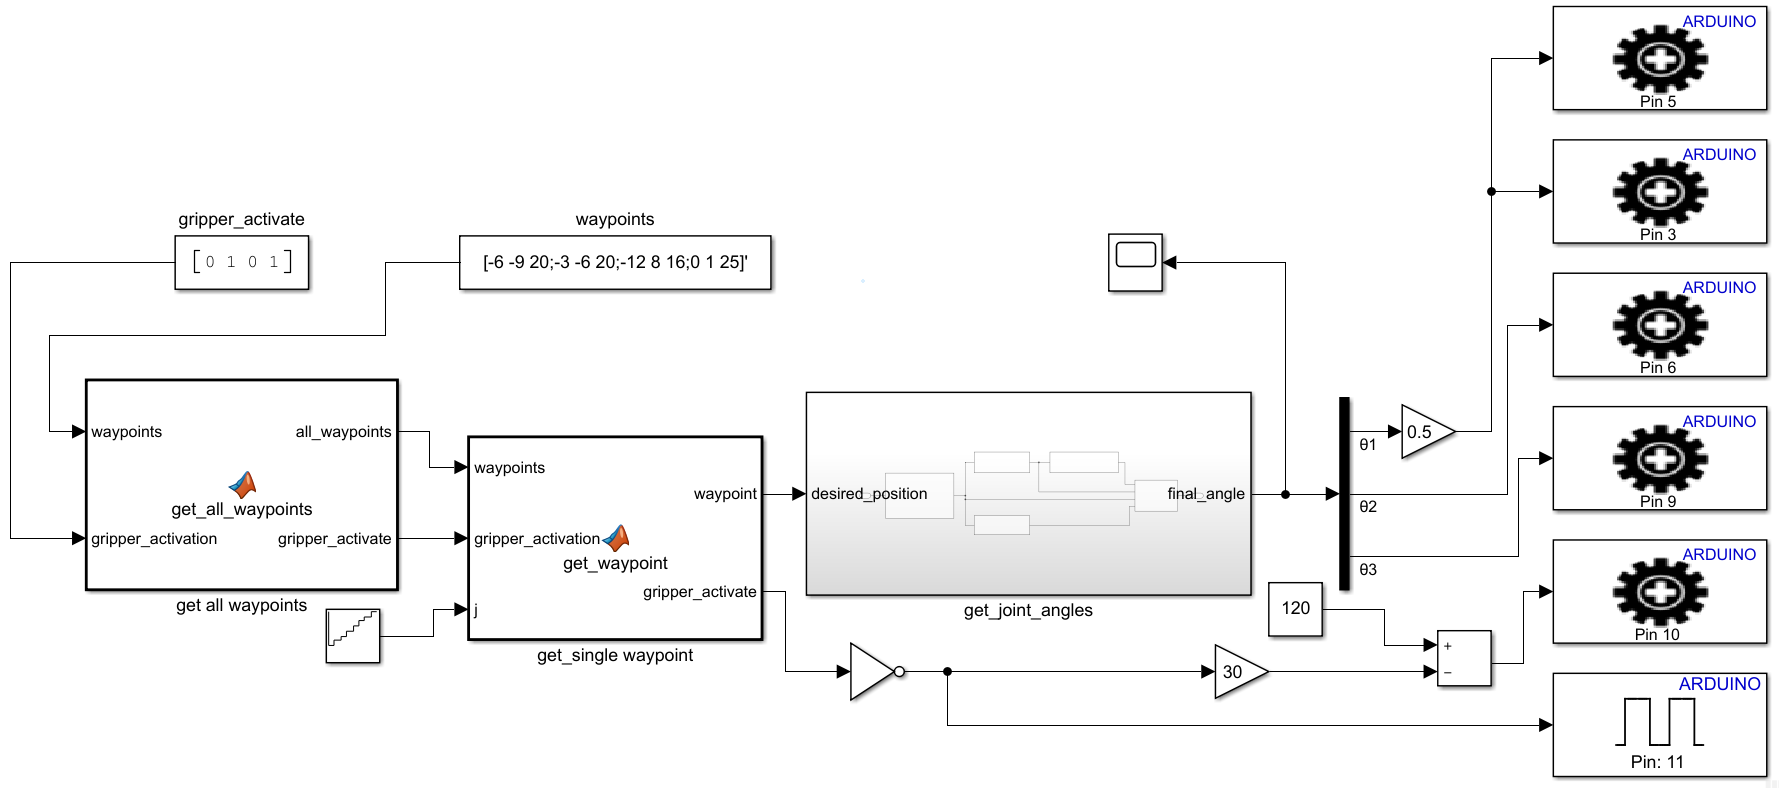 ARDUINO
Pin 5
ARDUINO
Pin 3
gripper_activate
[ 0 1 0 1 ]
waypoints
[-6 -9 20;-3 -6 20;-12 8 16;0 1 25]'
ARDUINO
Pin 6
waypoints
all_waypoints
get_all_waypoints
gripper_activation
gripper_activate
get all waypoints
waypoints
waypoint
gripper_activation
get_waypoint
gripper_activate
j
get_single waypoint
desired_position
final_angle
get_joint_angles
θ1
θ2
θ3
0.5
ARDUINO
Pin 9
120
30
+
−
ARDUINO
Pin 10
ARDUINO
Pin: 11